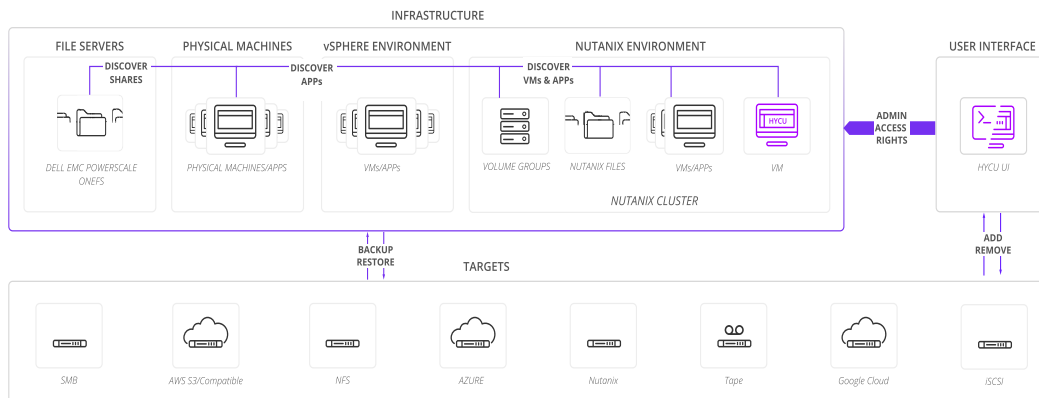 INFRASTRUCTURE
FILE SERVERS
PHYSICAL MACHINES
vSPHERE ENVIRONMENT
NUTANIX ENVIRONMENT
USER INTERFACE
DISCOVER
SHARES
DISCOVER
APPs
DISCOVER
VMs & APPs
HYCU
ADMIN
ACCESS
RIGHTS
DELL EMC POWERSCALE
ONEFS
PHYSICAL MACHINES/APPS
VMs/APPs
VOLUME GROUPS
NUTANIX FILES
VMs/APPs
VM
HYCU UI
NUTANIX CLUSTER
BACKUP
RESTORE
ADD
REMOVE
TARGETS
SMB
AWS S3/Compatible
NFS
AZURE
Nutanix
Tape
Google Cloud
iSCSI